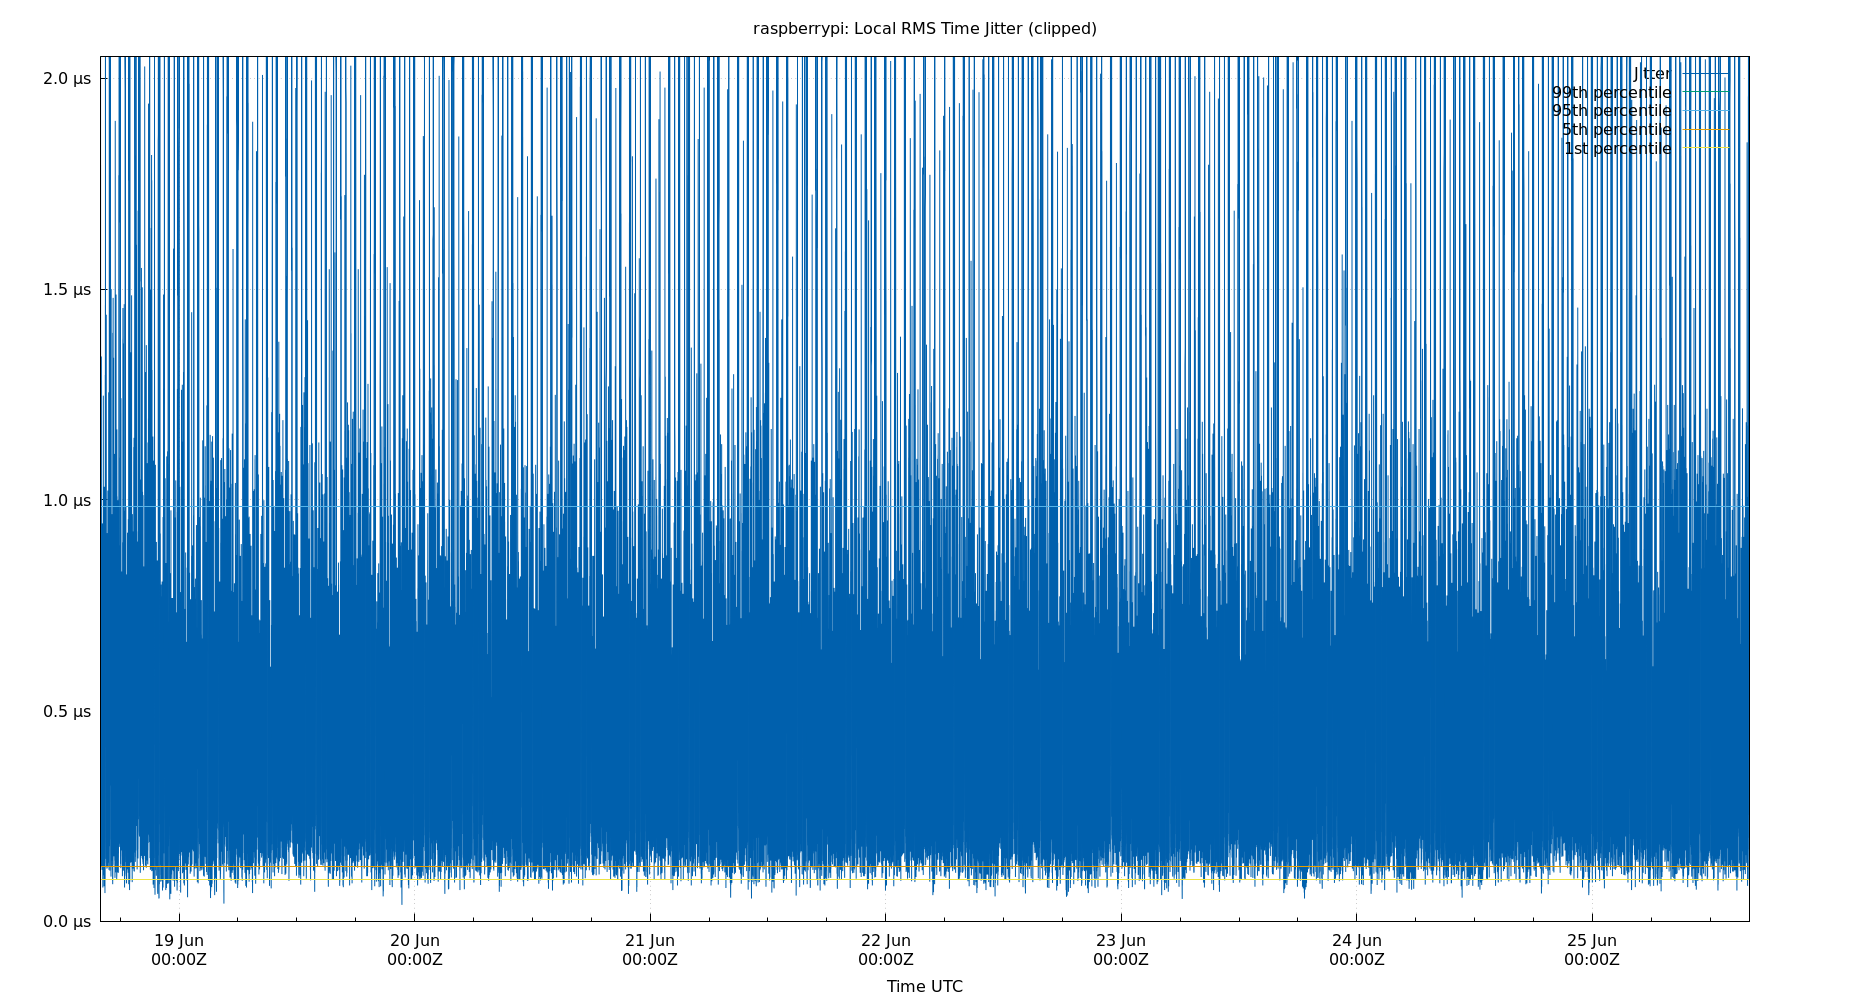 raspberrypi: Local RMS Time Jitter (clipped)
2.0 µs
1.5 µs
1.0 µs
0.5 µs
0.0 µs
Jitter
99th percentile
95th percentile
5th percentile
1st percentile
19 Jun
00:00Z
20 Jun
00:00Z
21 Jun
00:00Z
22 Jun
00:00Z
23 Jun
00:00Z
24 Jun
00:00Z
25 Jun
00:00Z
Time UTC